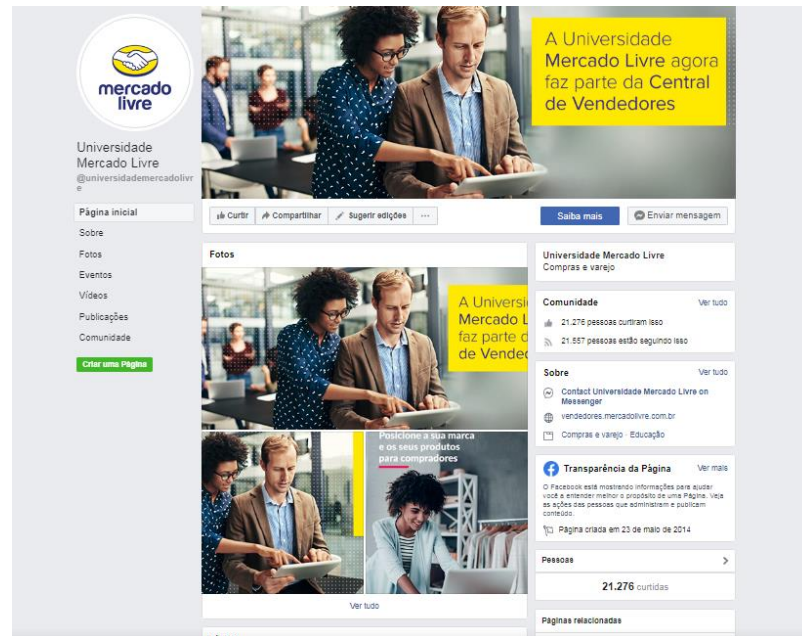 mercado
livre
Universidade
Mercado Livre
@universidademercadolivr
e
Página inicial
Sobre
Fotos
Eventos
Vídeos
Publicações
Comunidade
Criar uma Página
A Universidade
Mercado Livre agora
faz parte da Central
de Vendedores
Curtir
Compartilhar
Sugerir edições
...
Saiba mais
Enviar mensagem
Fotos
A Universi
Mercado L
faz parte d
de Vended
Posicione a sua marca
e os seus produtos
para compradores
Ver tudo
Universidade Mercado Livre
Compras e varejo
Comunidade
Ver tudo
21.276 pessoas curtiram isso
21.557 pessoas estão seguindo isso
Sobre
Ver tudo
Contact Universidade Mercado Livre on
Messenger
vendedores.mercadolivre.com.br
Compras e varejo · Educação
Transparência da Página
Ver mais
O Facebook está mostrando informações para ajudar
você a entender melhor o propósito de uma Página. Veja
as ações das pessoas que administram e publicam
conteúdo.
Página criada em 23 de maio de 2014
Pessoas
21.276 curtidas
Páginas relacionadas